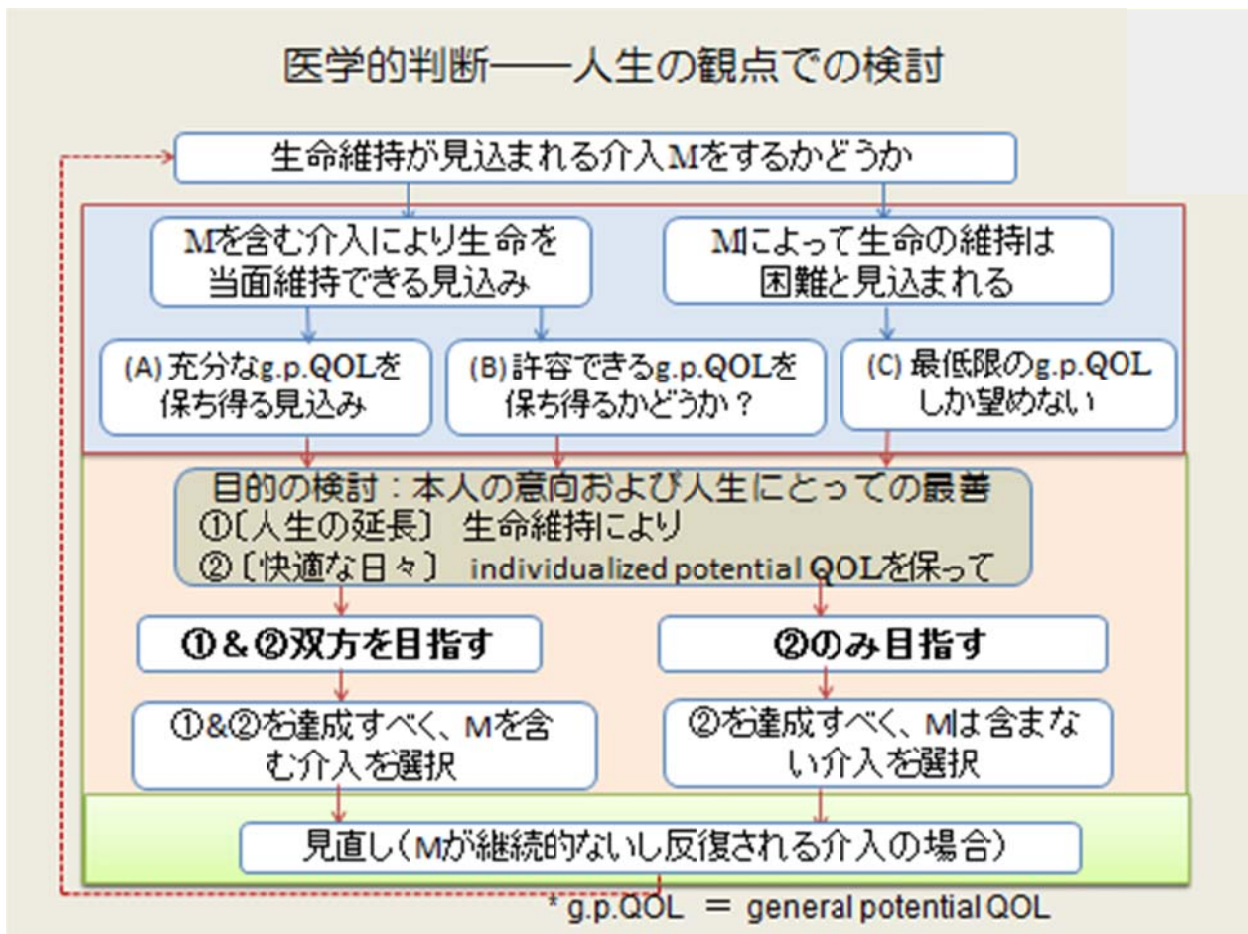 医学的判断――人生の観点での検討
生命維持が見込まれる介入Mをするかどうか
Mを含む介入により生命を
当面維持できる見込み
Mによって生命の維持は
困難と見込まれる
(A) 充分なg.p.QOLを
保ち得る見込み
(B) 許容できるg.p.QOLを
保ち得るかどうか？
(C) 最低限のg.p.QOL
しか望めない
目的の検討：本人の意向および人生にとっての最善
①〔人生の延長〕 生命維持により
②〔快適な日々〕 individualized potential QOLを保って
①＆②双方を目指す
②のみ目指す
①&②を達成すべく、Mを含
む介入を選択
②を達成すべく、Mは含まな
い介入を選択
見直し（Mが継続的ないし反復される介入の場合）
* g.p.QOL ＝ general potential QOL